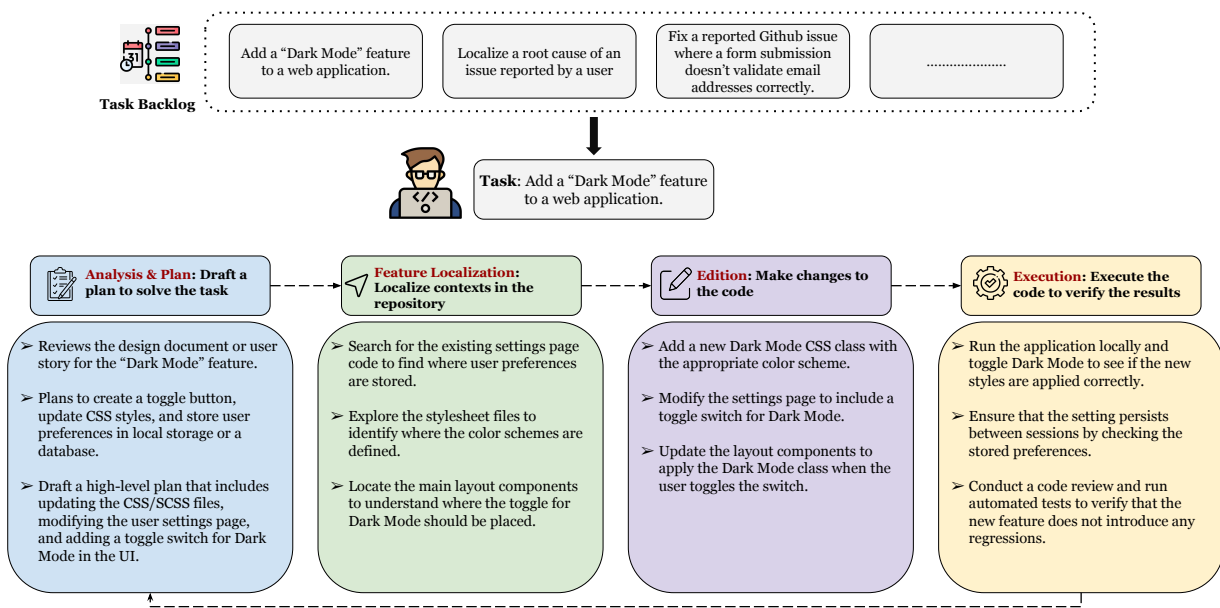 Task Backlog
31
Add a “Dark Mode” feature
to a web application.
Localize a root cause of an
issue reported by a user
Fix a reported Github issue
where a form submission
doesn’t validate email
addresses correctly.
.....................
</>
Task: Add a “Dark Mode” feature
to a web application.
Analysis & Plan: Draft a
plan to solve the task
Feature Localization:
Localize contexts in the
repository
Edition: Make changes to
the code
Execution: Execute the
code to verify the results
➢ Reviews the design document or user
story for the “Dark Mode” feature.
➢ Plans to create a toggle button,
update CSS styles, and store user
preferences in local storage or a
database.
➢ Draft a high-level plan that includes
updating the CSS/SCSS files,
modifying the user settings page,
and adding a toggle switch for Dark
Mode in the UI.
➢ Search for the existing settings page
code to find where user preferences
are stored.
➢ Explore the stylesheet files to
identify where the color schemes are
defined.
➢ Locate the main layout components
to understand where the toggle for
Dark Mode should be placed.
➢ Add a new Dark Mode CSS class with
the appropriate color scheme.
➢ Modify the settings page to include a
toggle switch for Dark Mode.
➢ Update the layout components to
apply the Dark Mode class when the
user toggles the switch.
➢ Run the application locally and
toggle Dark Mode to see if the new
styles are applied correctly.
➢ Ensure that the setting persists
between sessions by checking the
stored preferences.
➢ Conduct a code review and run
automated tests to verify that the
new feature does not introduce any
regressions.